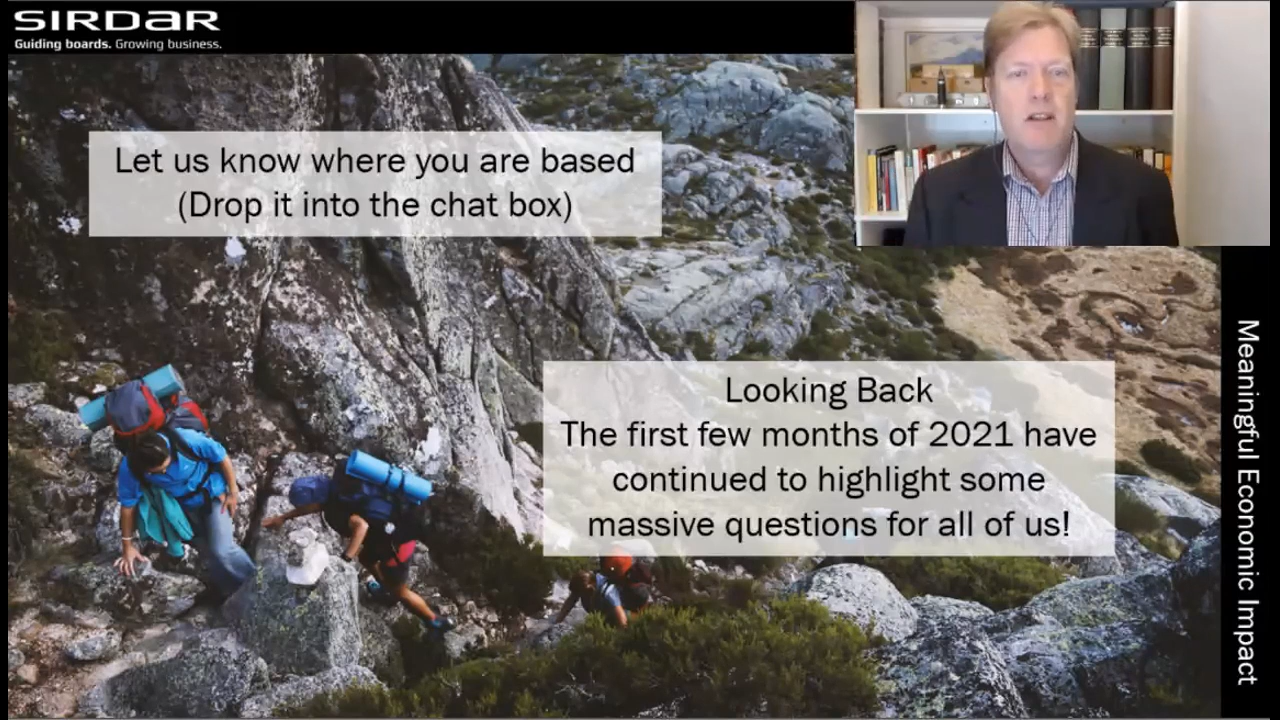 SIRDAR
Guiding boards. Growing business.
Let us know where you are based
(Drop it into the chat box)
Looking Back
The first few months of 2021 have
continued to highlight some
massive questions for all of us!
Meaningful Economic Impact